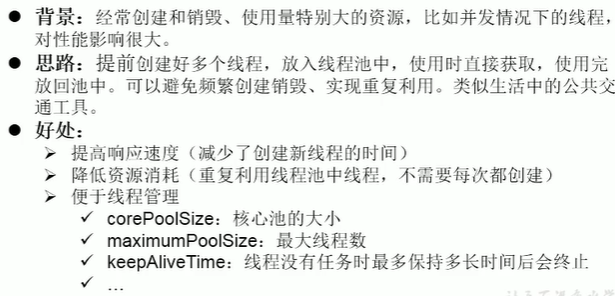 ● 背景：经常创建和销毁、使用量特别大的资源，比如并发情况下的线程，
对性能影响很大。
● 思路：提前创建好多个线程，放入线程池中，使用时直接获取，使用完
放回池中。可以避免频繁创建销毁、实现重复利用。类似生活中的公共交
通工具。
● 好处：
➢ 提高响应速度（减少了创建新线程的时间）
➢ 降低资源消耗（重复利用线程池中线程，不需要每次都创建）
➢ 便于线程管理
✓ corePoolSize：核心池的大小
✓ maximumPoolSize：最大线程数
✓ keepAliveTime：线程没有任务时最多保持多长时间后会终止
✓ …